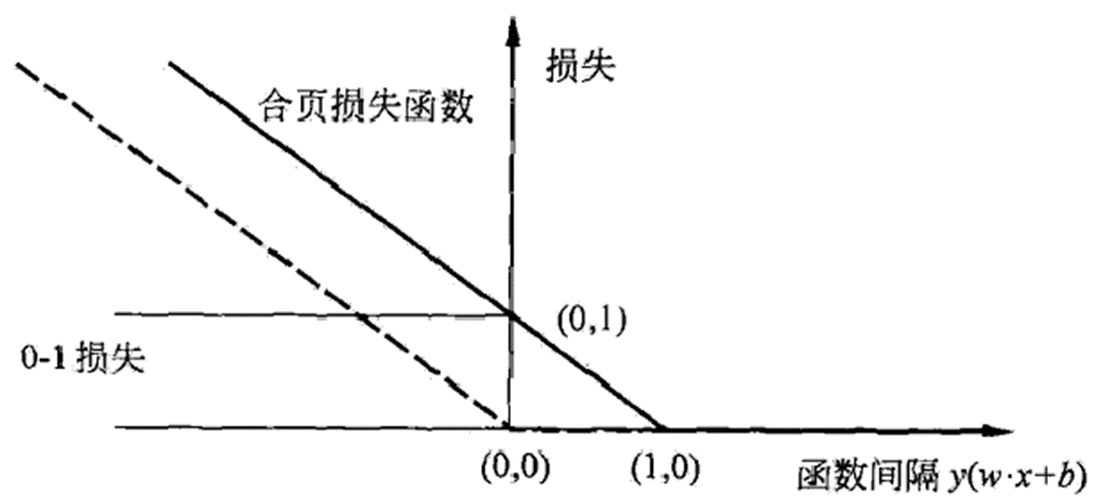 损失
合页损失函数
(0,1)
0-1 损失
(0,0)
(1,0)
函数间隔 y(w·x+b)